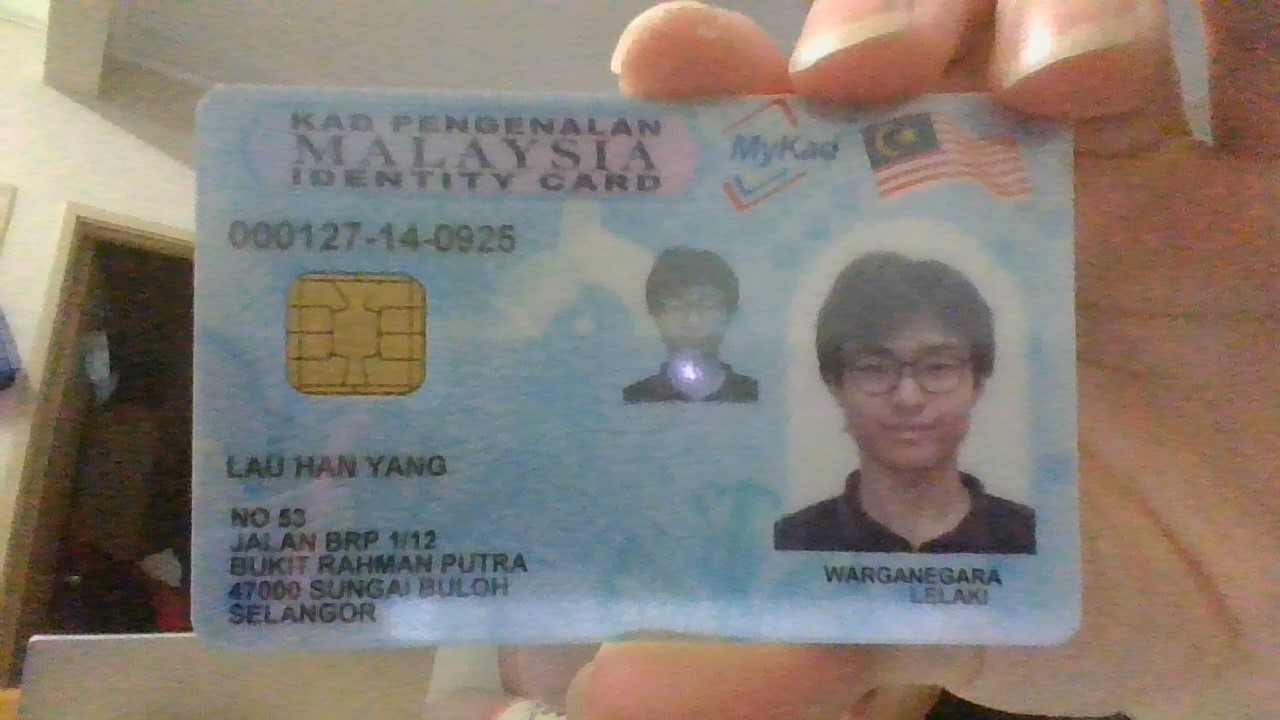 KAD PENGENALAN
MALAYSIA
IDENTITY CARD
MyKad
000127-14-0925
LAU HAN YANG
NO 53
JALAN BRP 1/12
BUKIT RAHMAN PUTRA
47000 SUNGAI BULOH
SELANGOR
WARGANEGARA
LELAKI